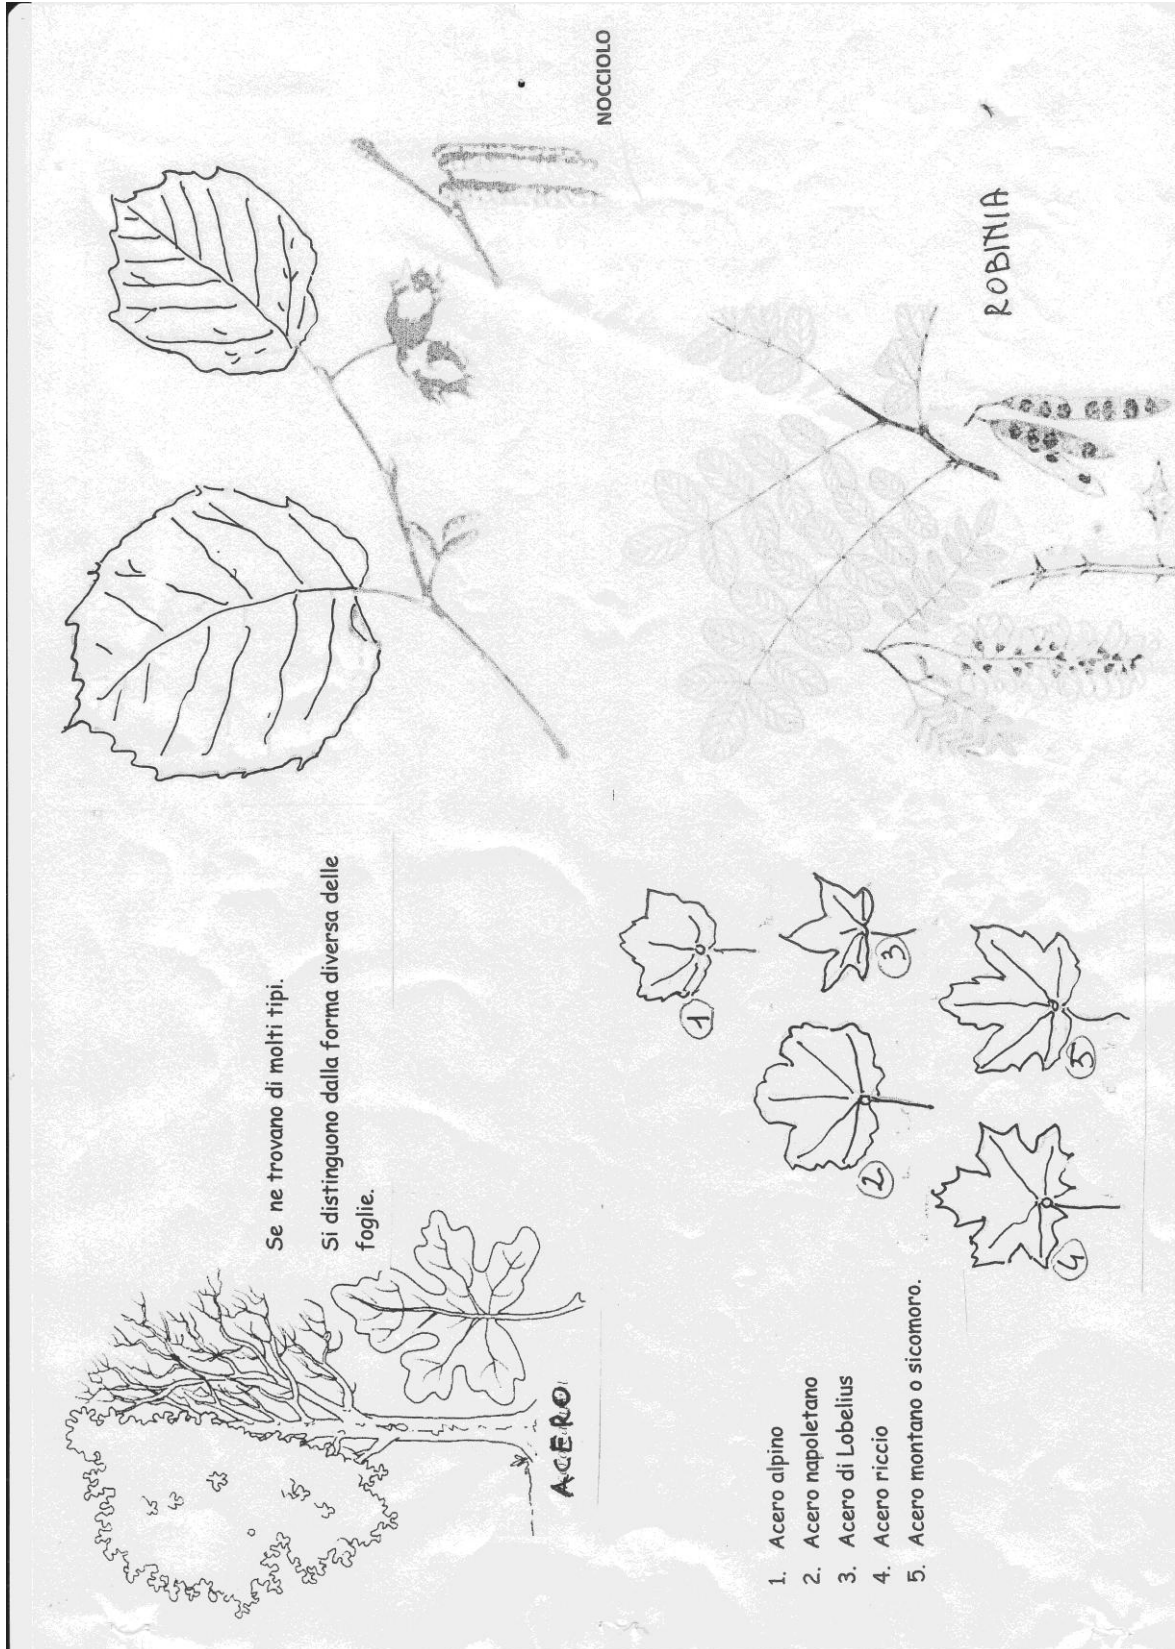 Se ne trovano di molti tipi.
Si distinguono dalla forma diversa delle
foglie.
ACERO
1. Acero alpino
2. Acero napoletano
3. Acero di Lobelius
4. Acero riccio
5. Acero montano o sicomoro.
1
2
3
4
5
NOCCIOLO
ROBINIA